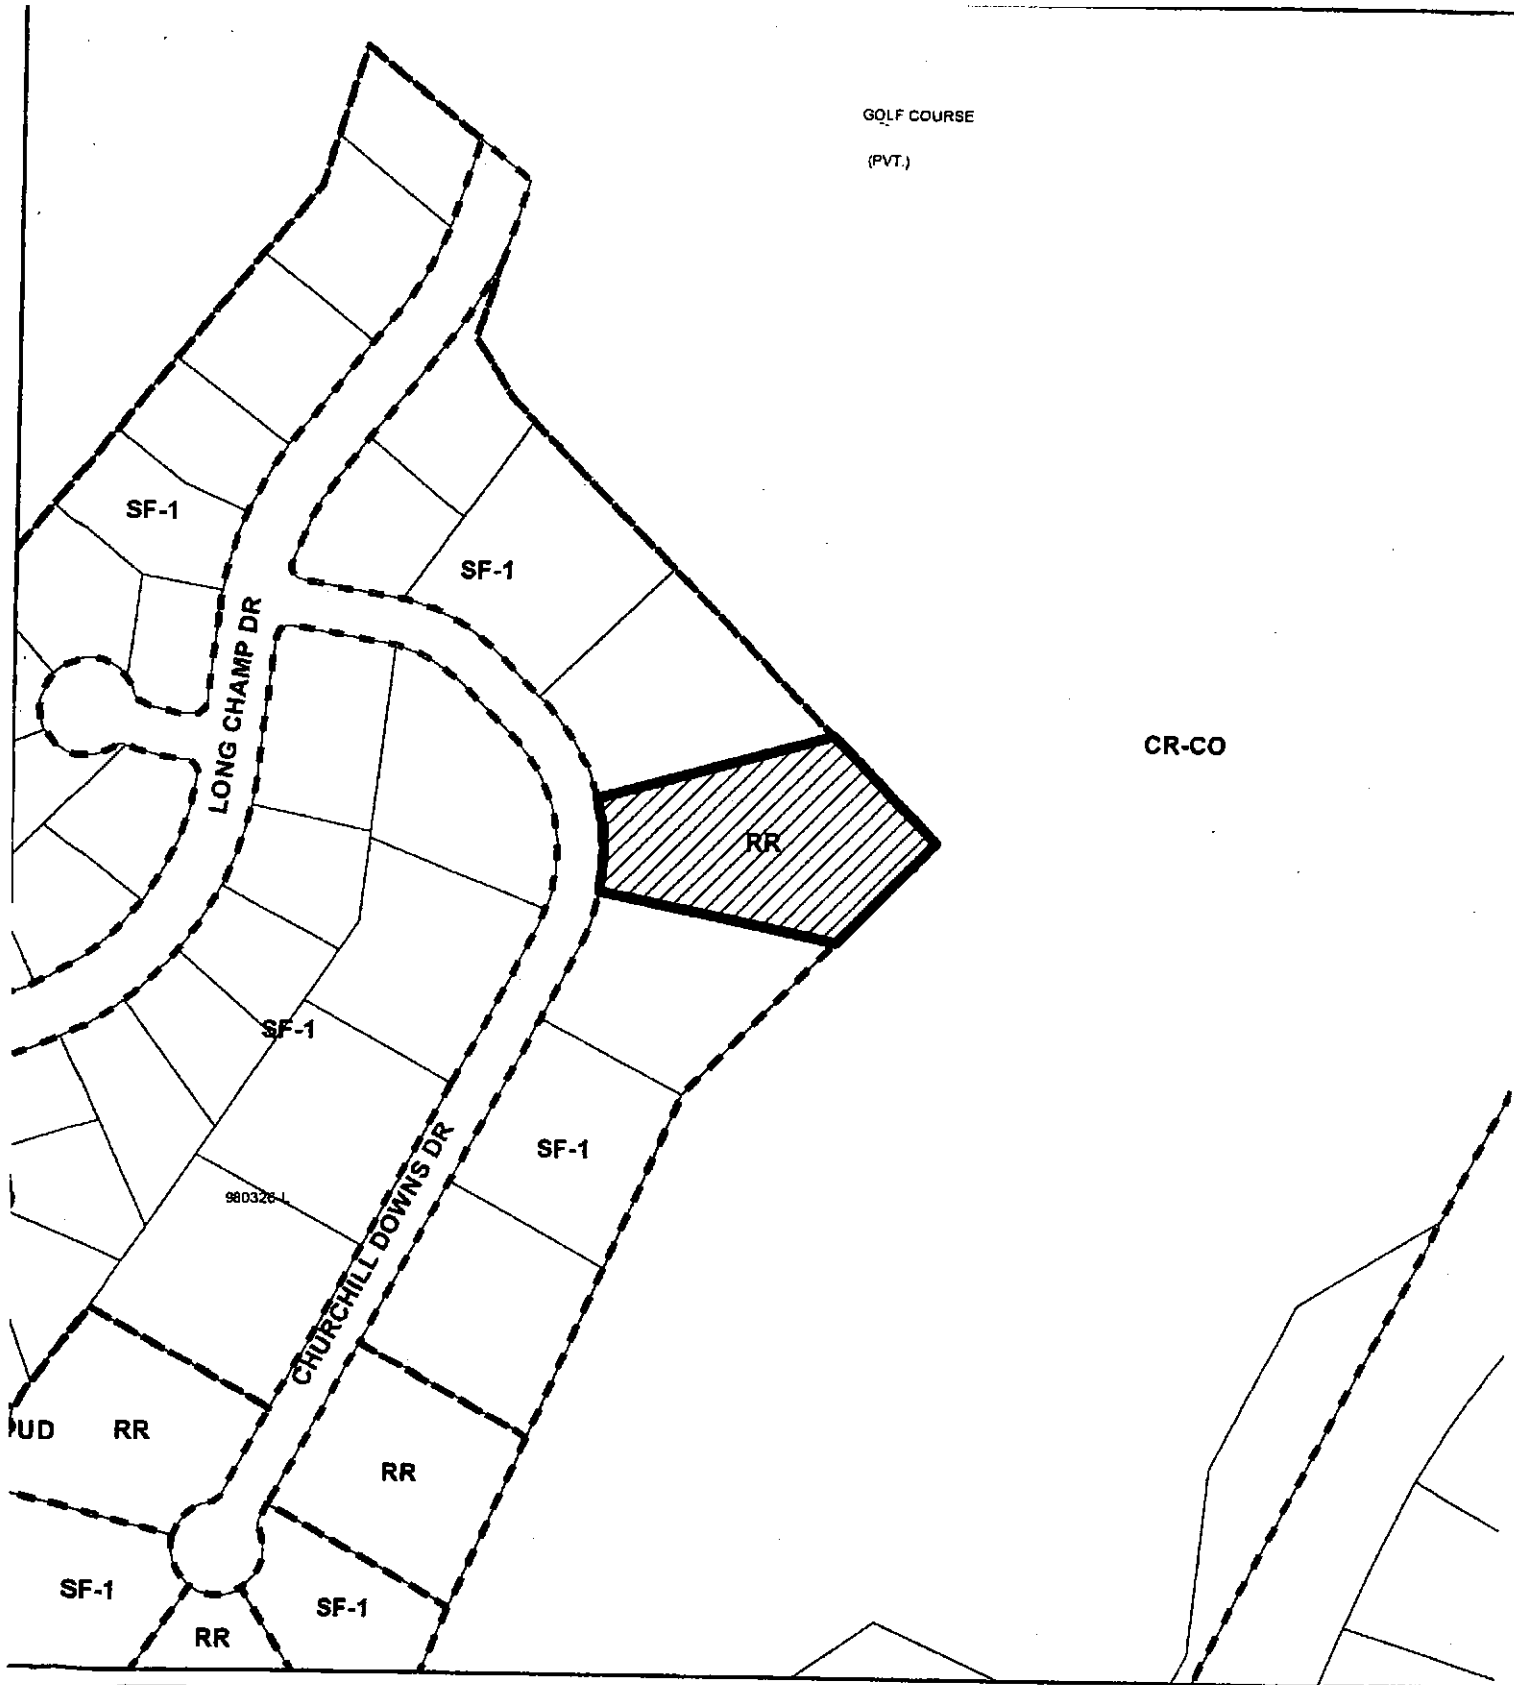 GOLF COURSE
(PVT.)
SF-1
SF-1
LONG CHAMP DR
CR-CO
RR
SF-1
SF-1
980326-L
CHURCHILL DOWNS DR
UD
RR
RR
SF-1
SF-1
RR